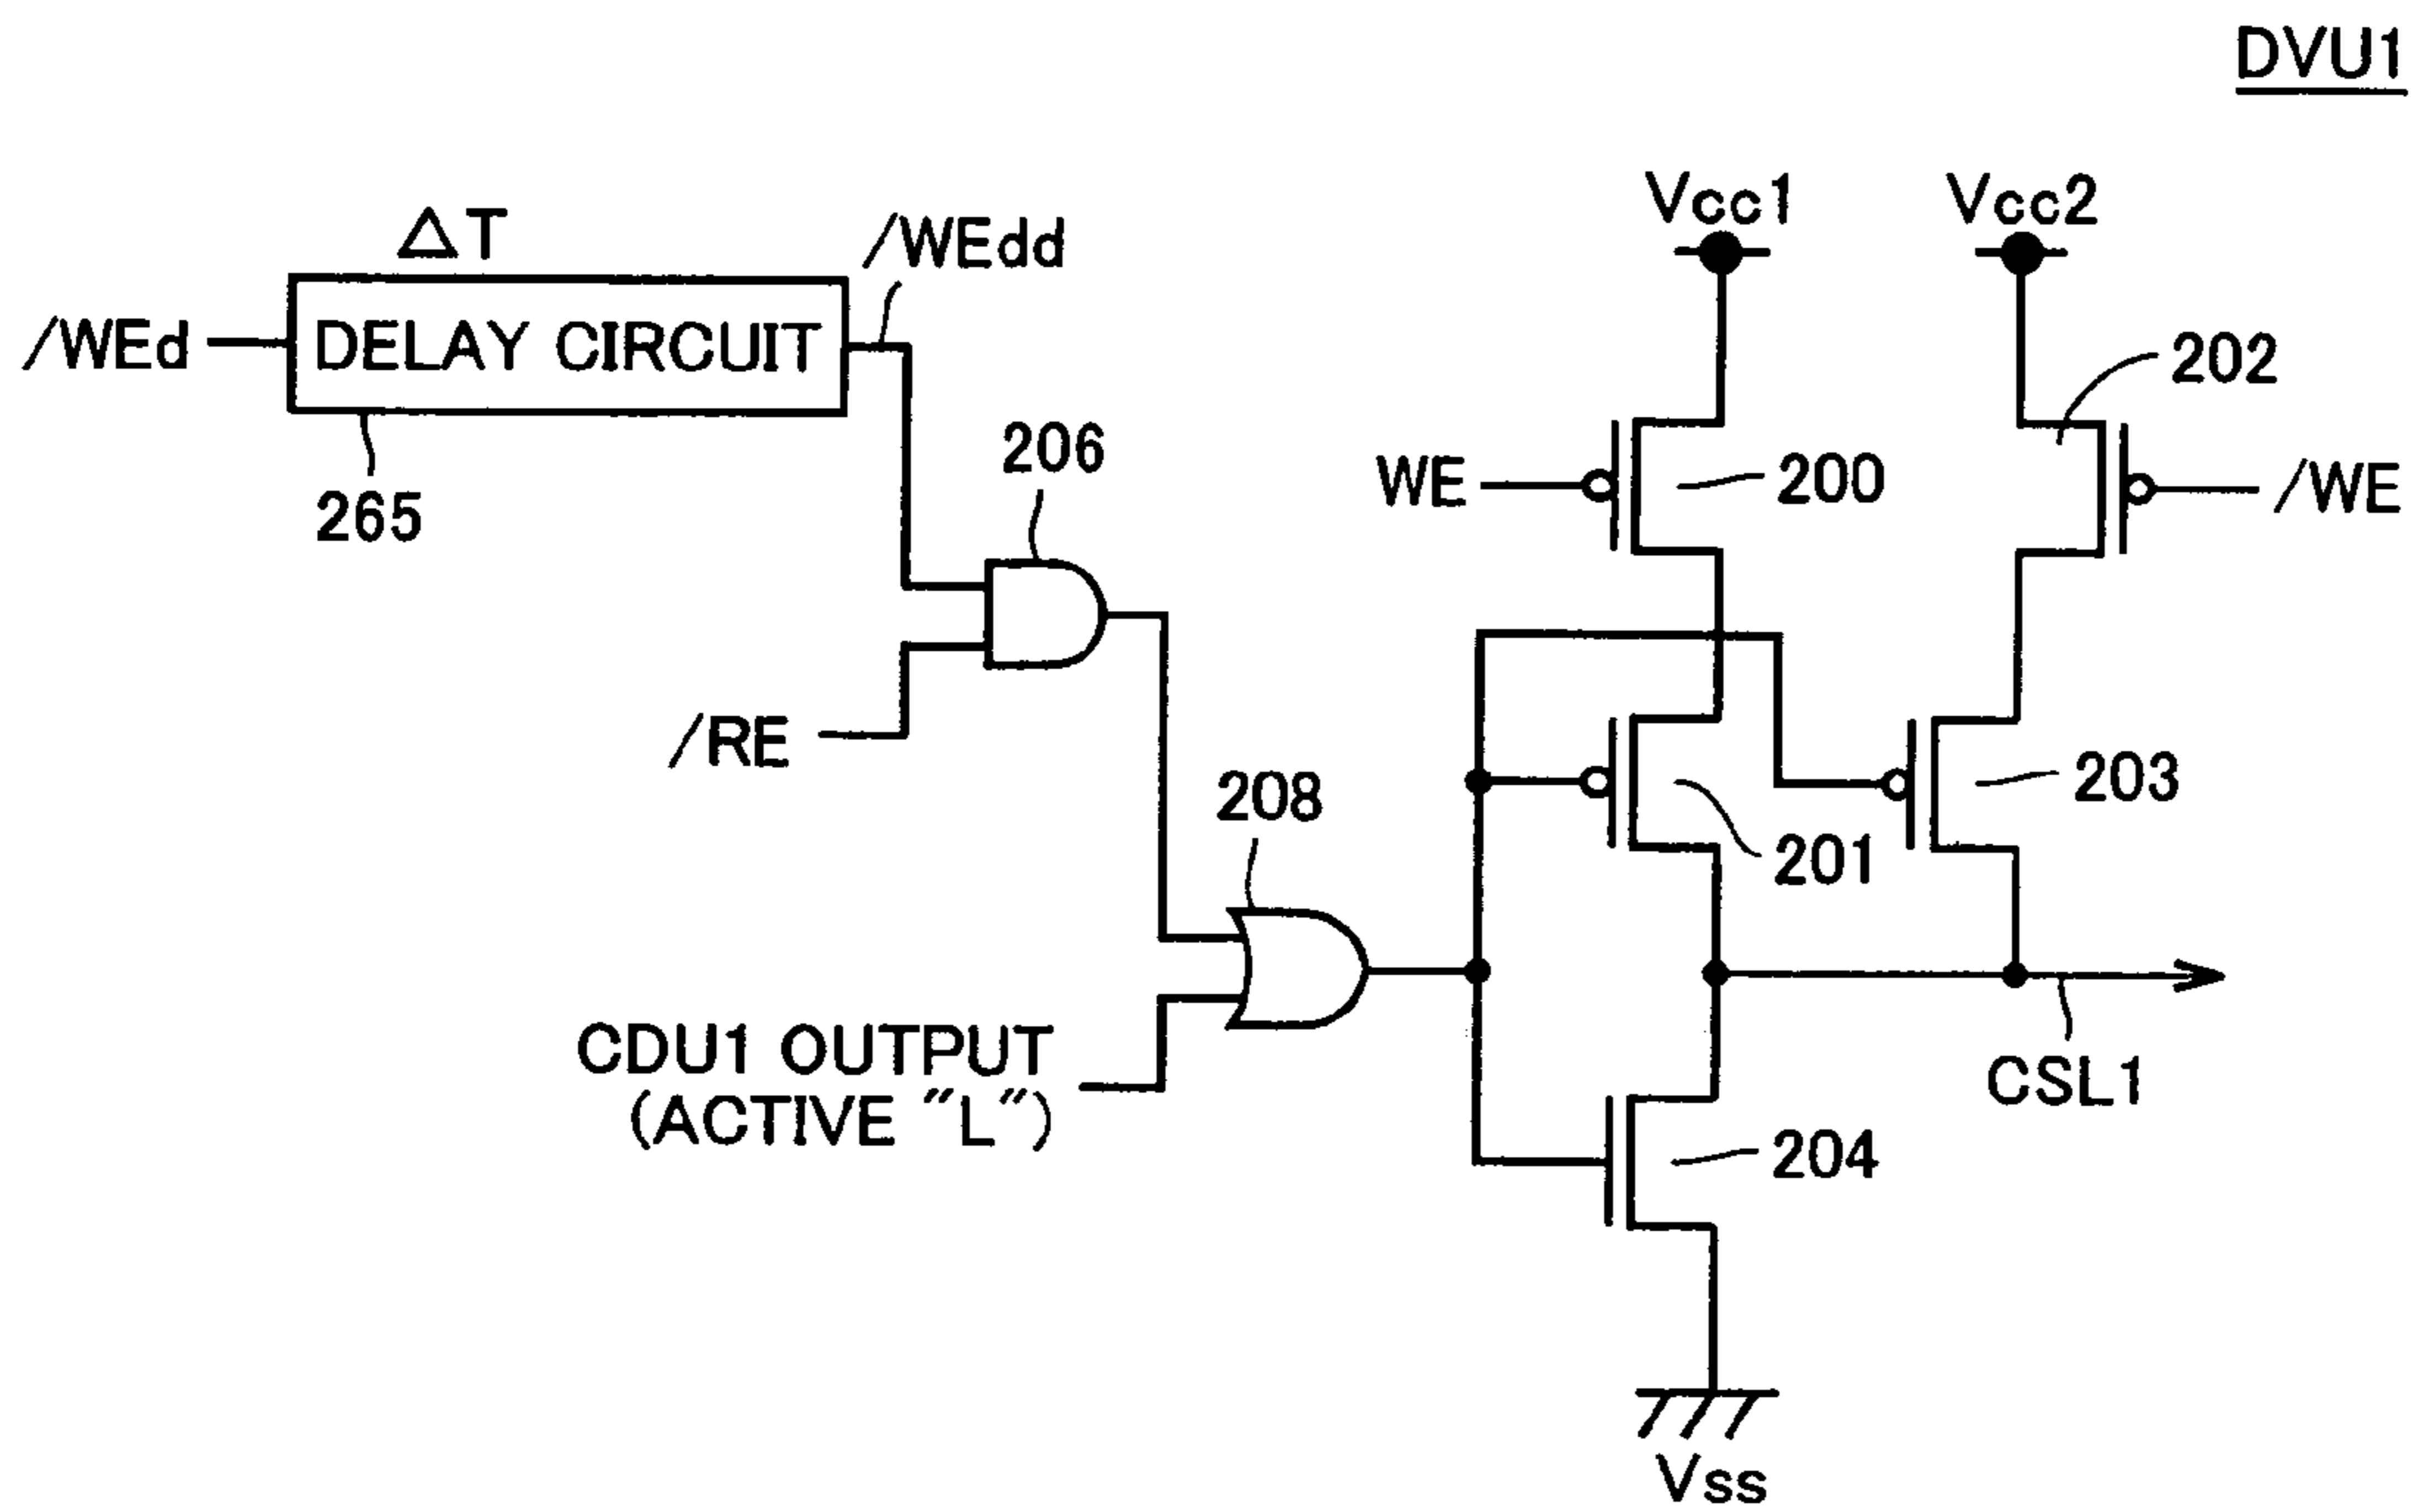 DVU1
Vcc1
Vcc2
ΔT
/WEdd
/WEd
DELAY CIRCUIT
202
206
WE
200
/WE
265
/RE
203
208
201
CDU1 OUTPUT
(ACTIVE "L")
CSL1
204
Vss